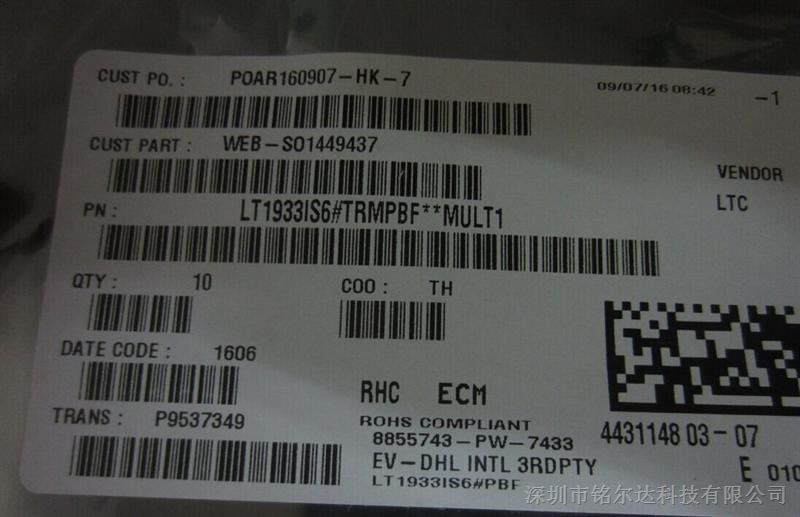 CUST PO. : POAR160907-HK-7
09/07/16 08:42 -1
CUST PART : WEB-SO1449437
VENDOR
LTC
PN : LT1933IS6#TRMPBF**MULT1
QTY : 10
COO : TH
DATE CODE : 1606
TRANS : P9537349
RHC ECM
ROHS COMPLIANT
8855743-PW-7433
EV-DHL INTL 3RDPTY
LT1933IS6#PBF
4431148 03-07
E 010
深圳市铭尔达科技有限公司